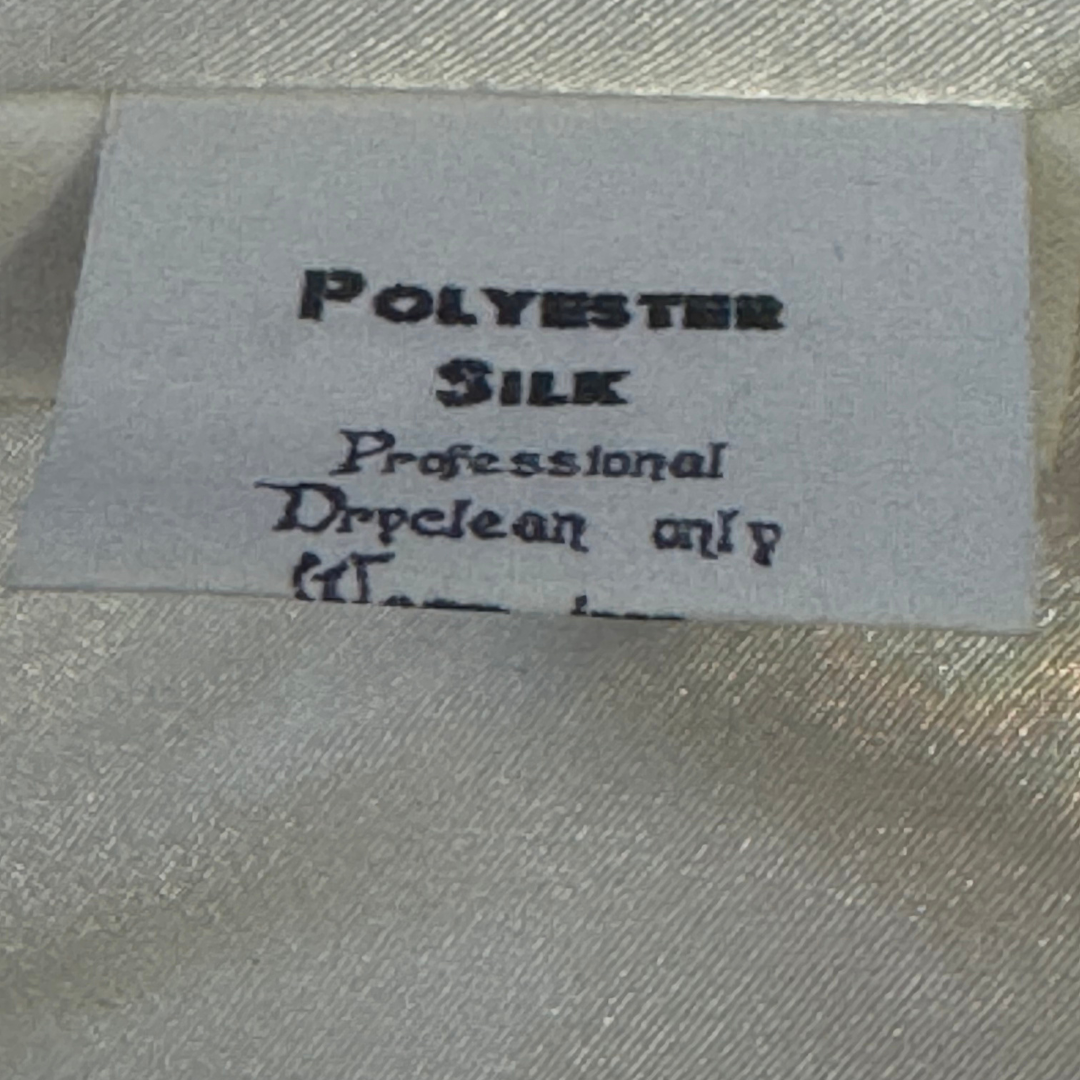 POLYESTER
SILK
Professional
Dryclean only